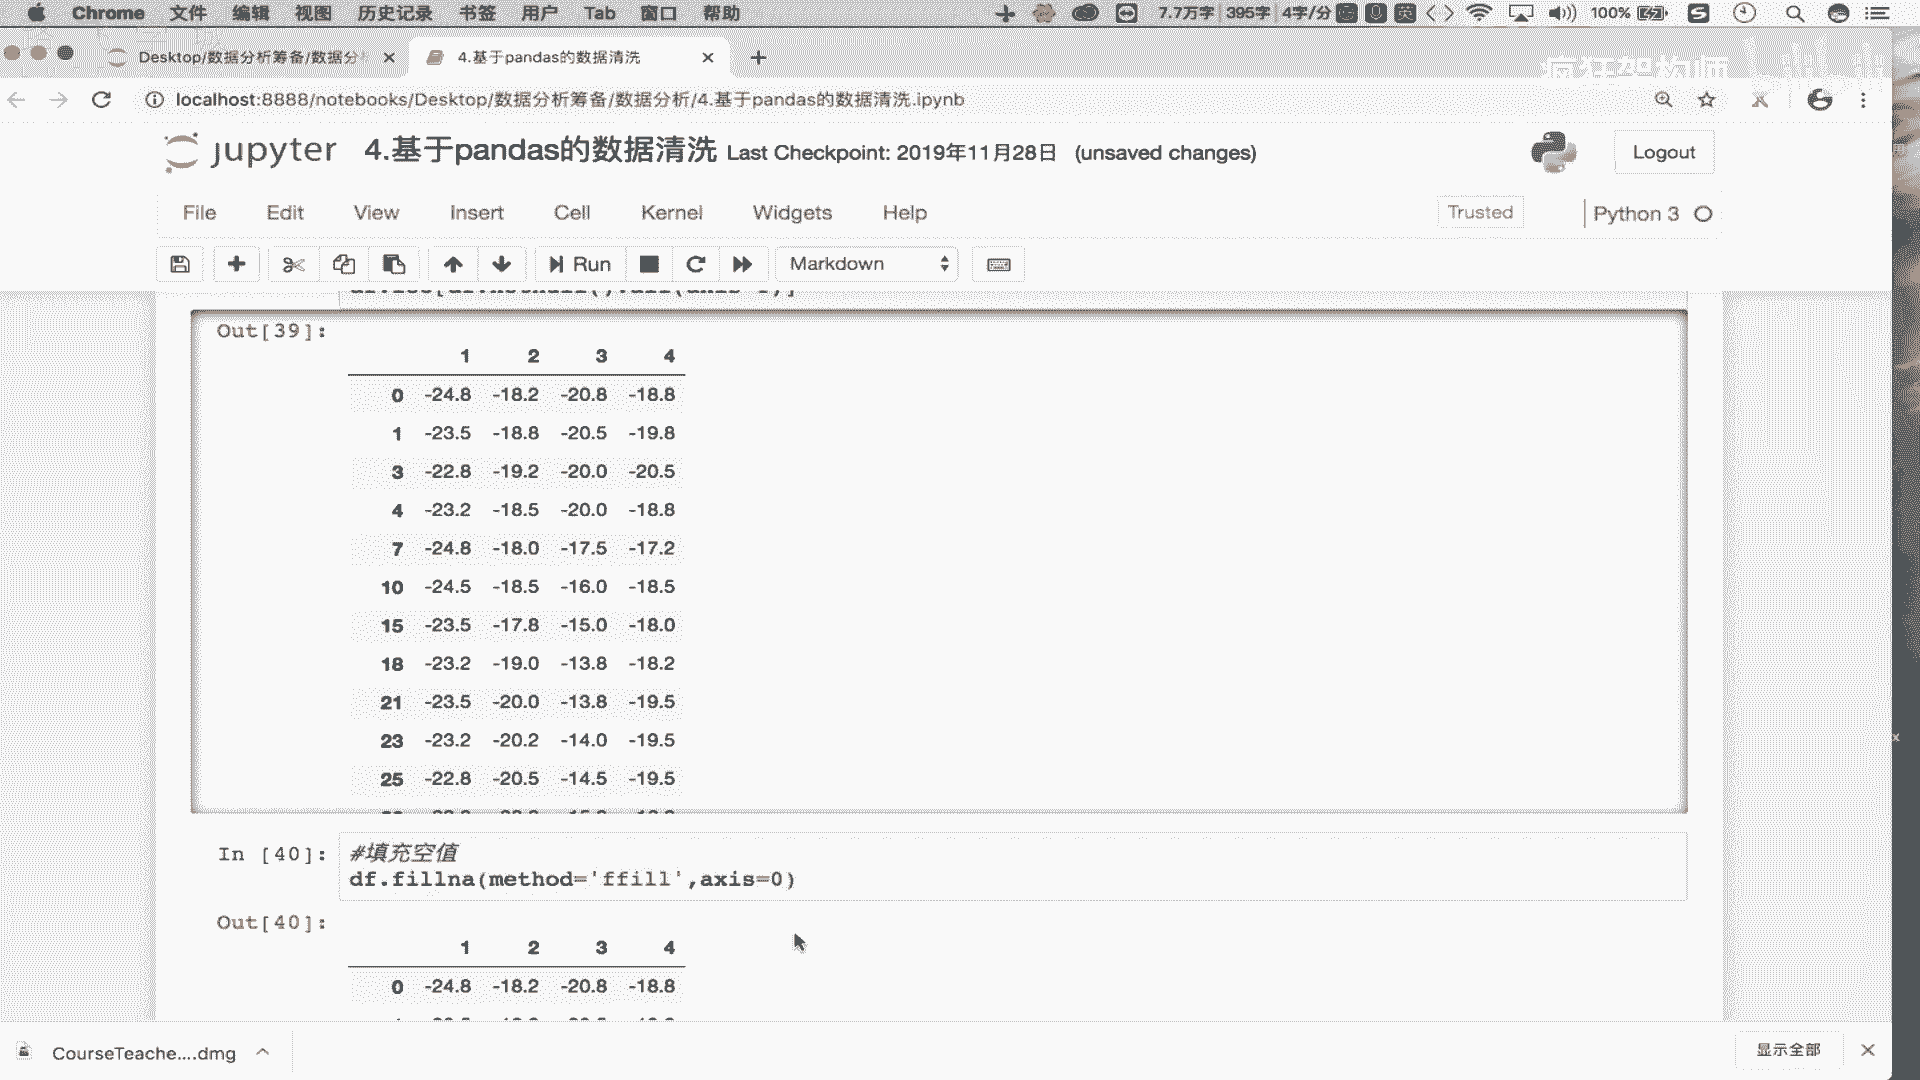 Chrome 文件 编辑 视图 历史记录 书签 用户 Tab 窗口 帮助 7.7万字 395字 4字/分 英 100%
Desktop/数据分析筹备/数据分 4.基于pandas的数据清洗
疯狂架构师
localhost:8888/notebooks/Desktop/数据分析筹备/数据分析/4.基于pandas的数据清洗.ipynb
jupyter 4.基于pandas的数据清洗 Last Checkpoint: 2019年11月28日 (unsaved changes) Logout
File Edit View Insert Cell Kernel Widgets Help Trusted Python 3
Run Markdown
Out[39]:
1 2 3 4
0 -24.8 -18.2 -20.8 -18.8
1 -23.5 -18.8 -20.5 -19.8
3 -22.8 -19.2 -20.0 -20.5
4 -23.2 -18.5 -20.0 -18.8
7 -24.8 -18.0 -17.5 -17.2
10 -24.5 -18.5 -16.0 -18.5
15 -23.5 -17.8 -15.0 -18.0
18 -23.2 -19.0 -13.8 -18.2
21 -23.5 -20.0 -13.8 -19.5
23 -23.2 -20.2 -14.0 -19.5
25 -22.8 -20.5 -14.5 -19.5
In [40]: #填充空值
df.fillna(method='ffill',axis=0)
Out[40]:
1 2 3 4
0 -24.8 -18.2 -20.8 -18.8
CourseTeache....dmg 显示全部